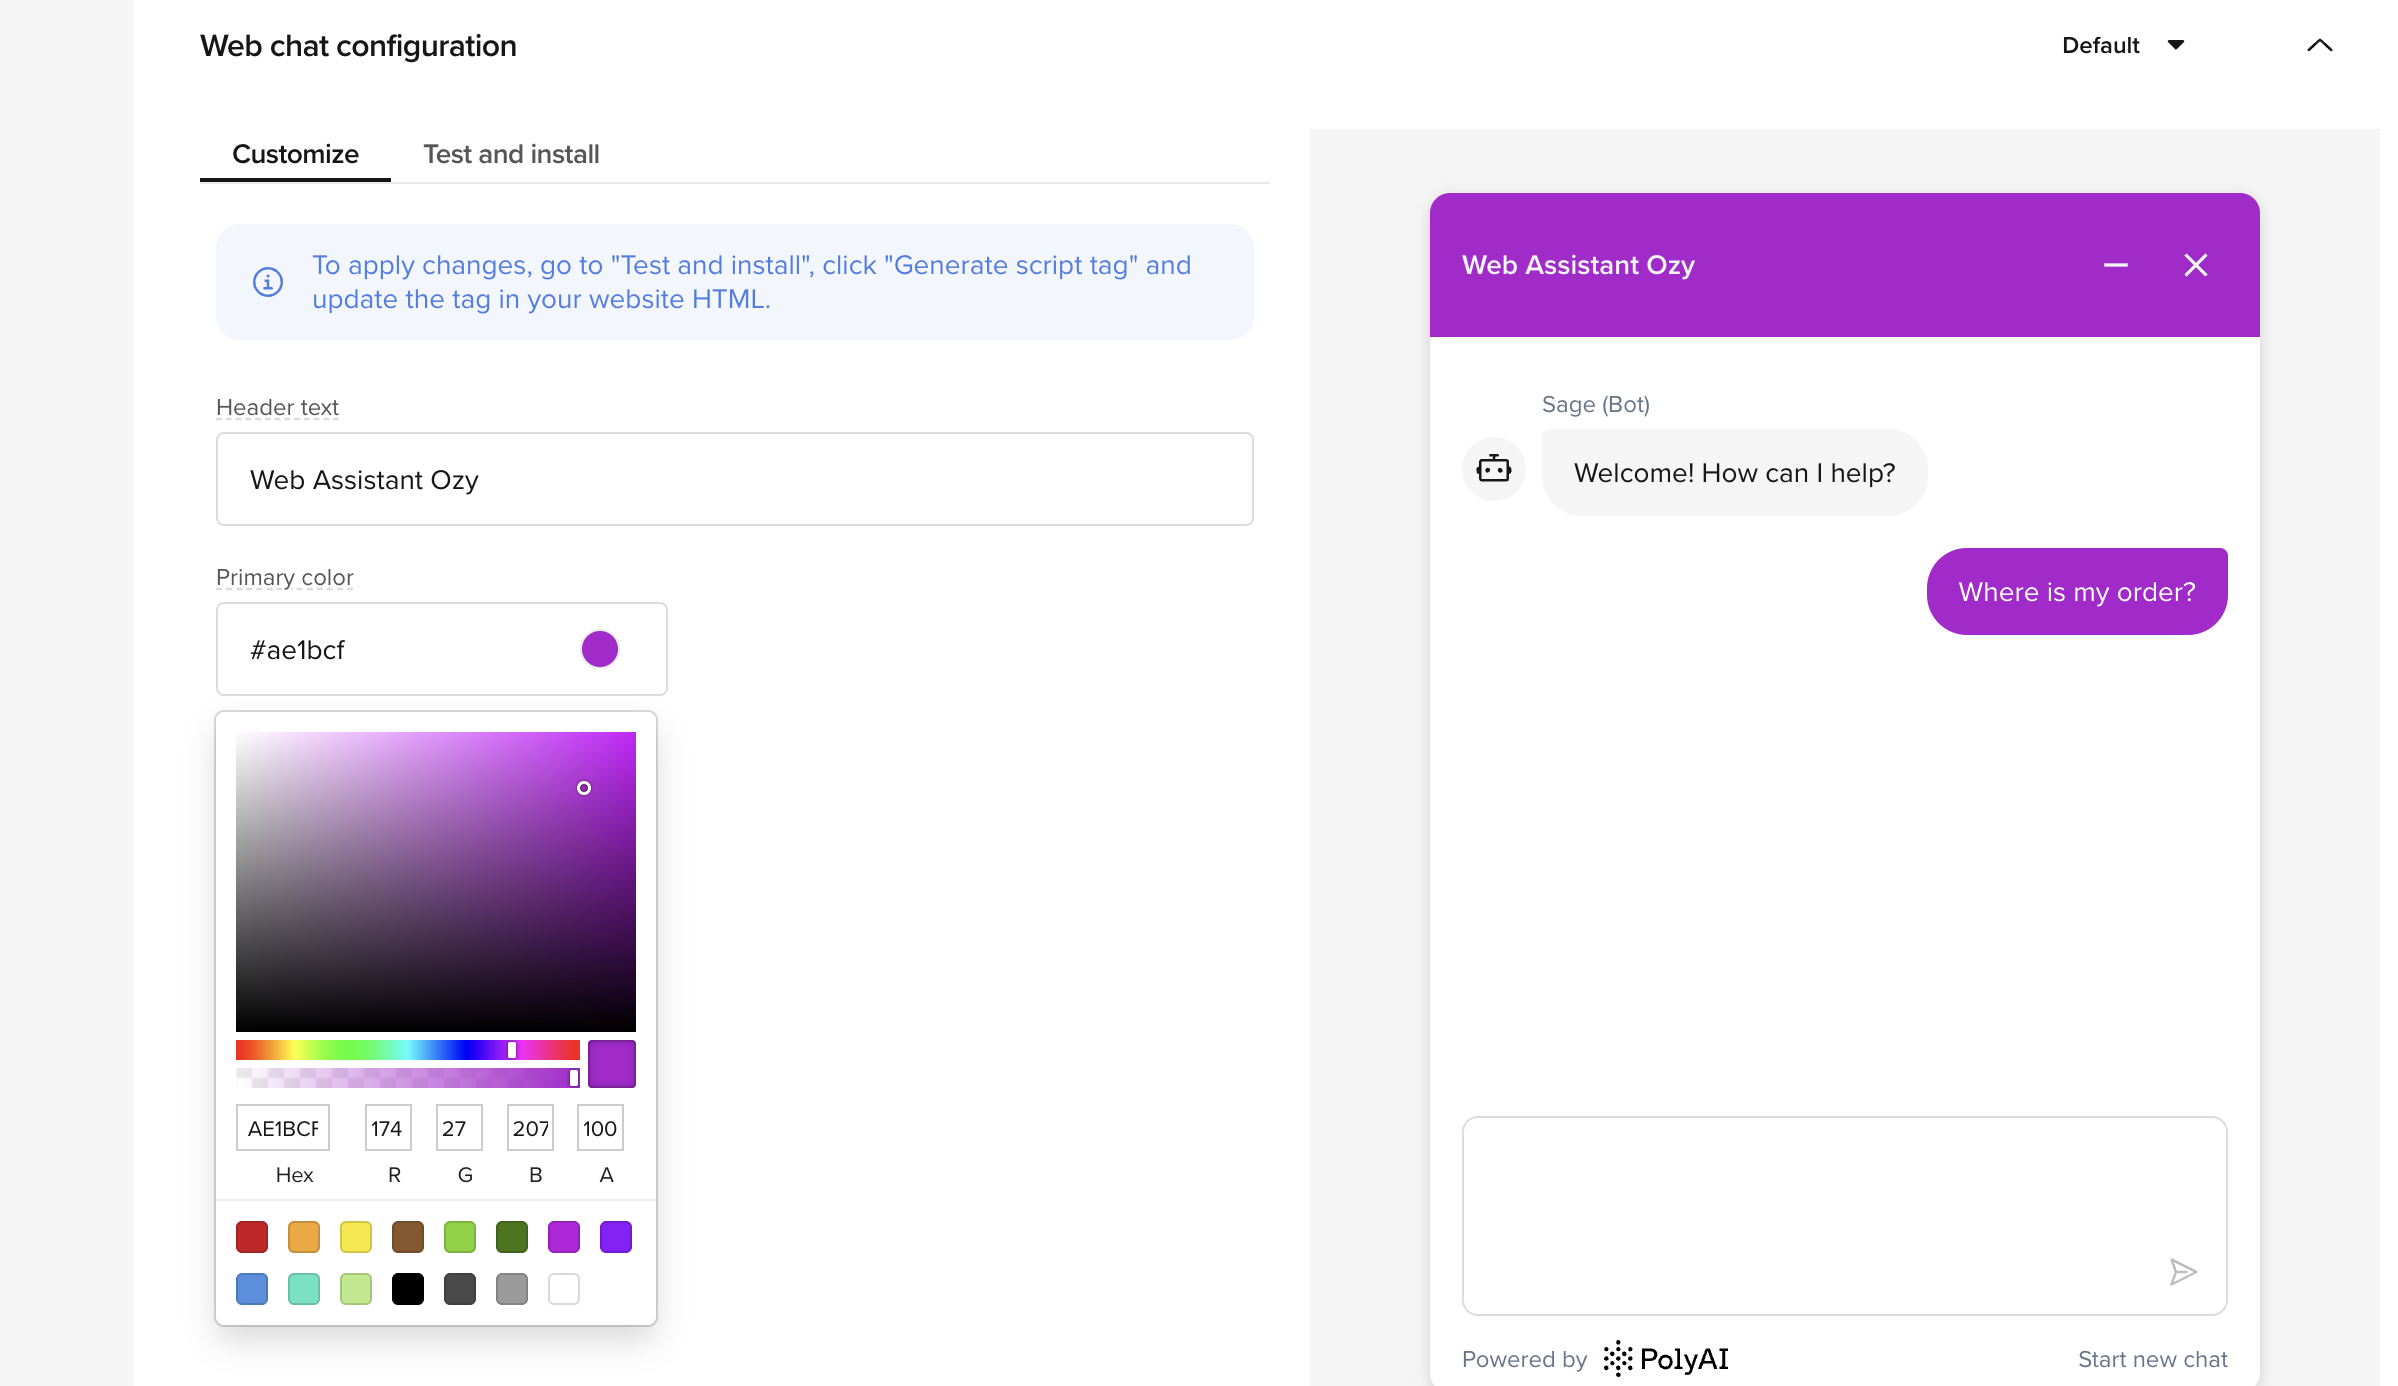 Web chat configuration
Default
Customize
Test and install
To apply changes, go to "Test and install", click "Generate script tag" and
update the tag in your website HTML.
Header text
Web Assistant Ozy
Primary color
#ae1bcf
AE1BCF
174
27
207
100
Hex
R
G
B
A
Web Assistant Ozy
Sage (Bot)
Welcome! How can I help?
Where is my order?
Powered by PolyAI
Start new chat